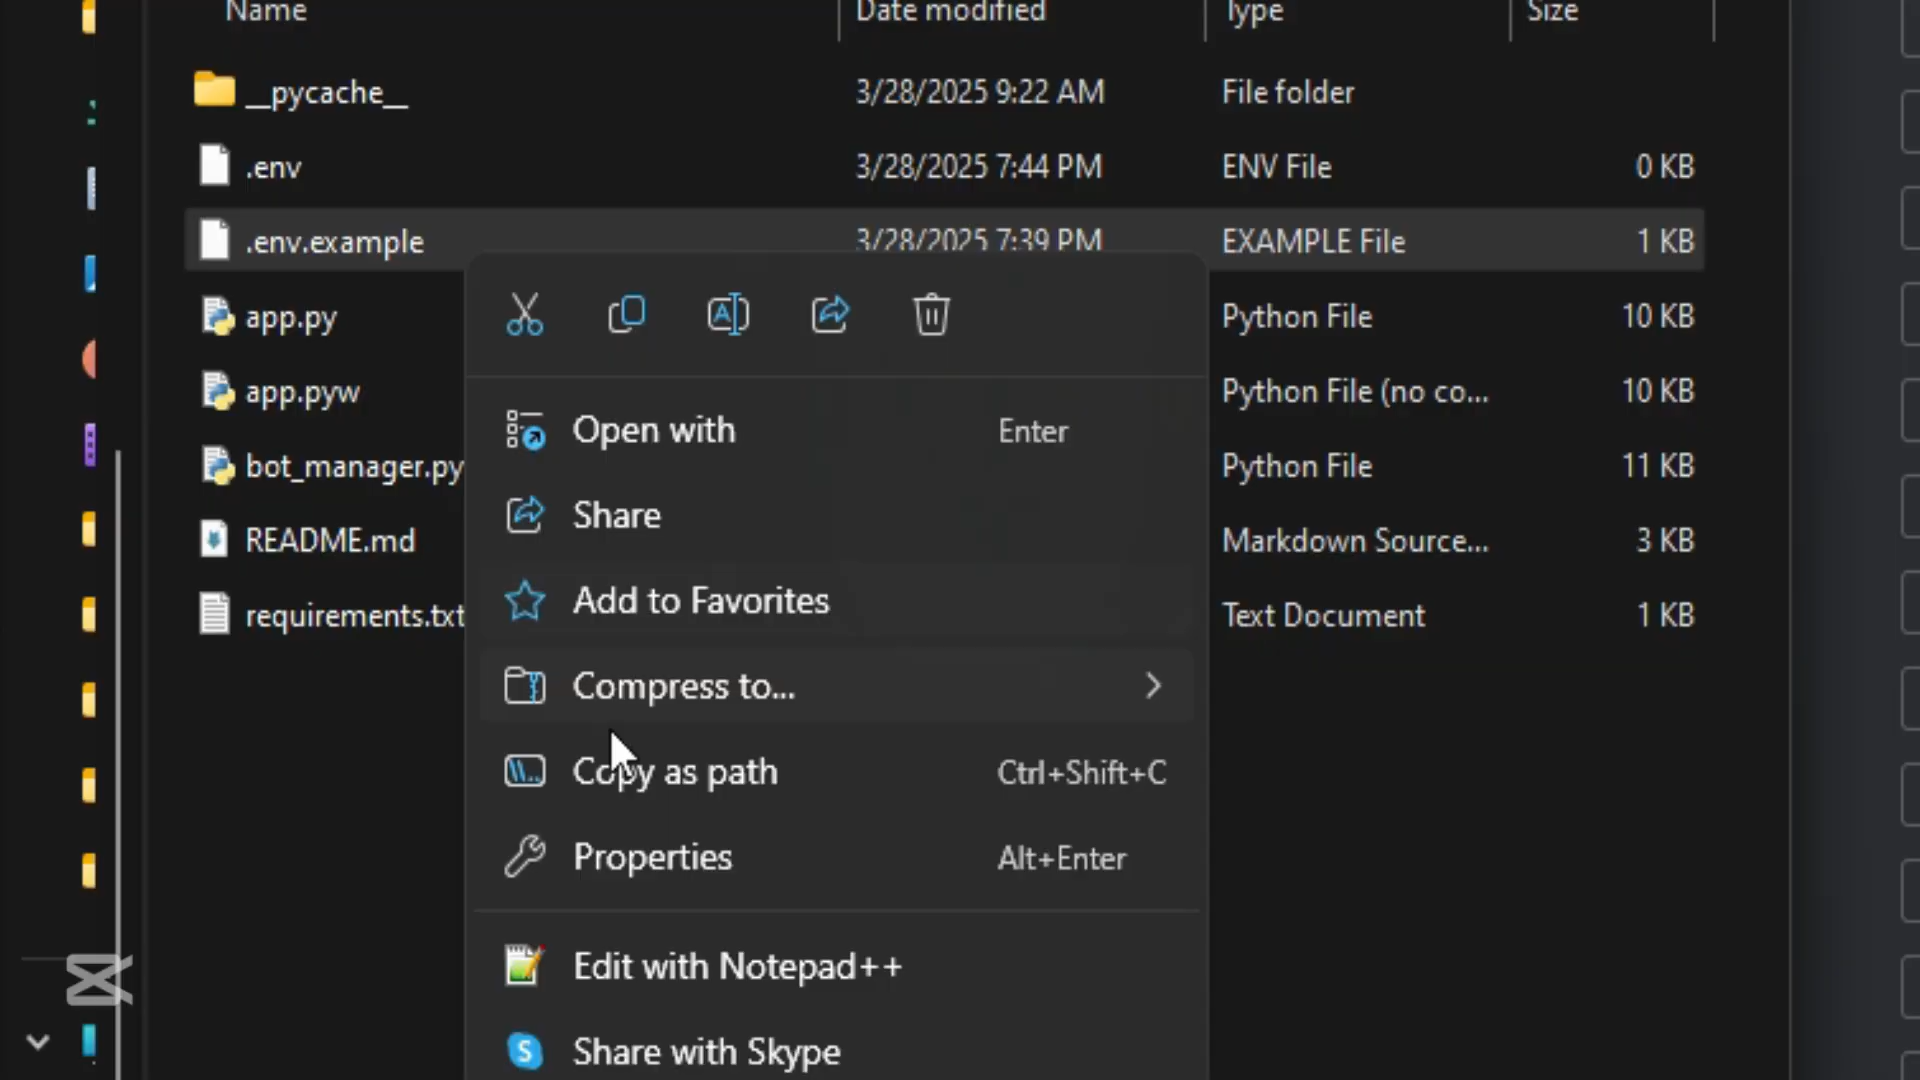 Name Date modified Type Size
__pycache__ 3/28/2025 9:22 AM File folder
.env 3/28/2025 7:44 PM ENV File 0 KB
.env.example 3/28/2025 7:39 PM EXAMPLE File 1 KB
app.py Python File 10 KB
app.pyw Python File (no co... 10 KB
bot_manager.py Python File 11 KB
README.md Markdown Source... 3 KB
requirements.txt Text Document 1 KB
Open with Enter
Share
Add to Favorites
Compress to...
Copy as path Ctrl+Shift+C
Properties Alt+Enter
Edit with Notepad++
Share with Skype